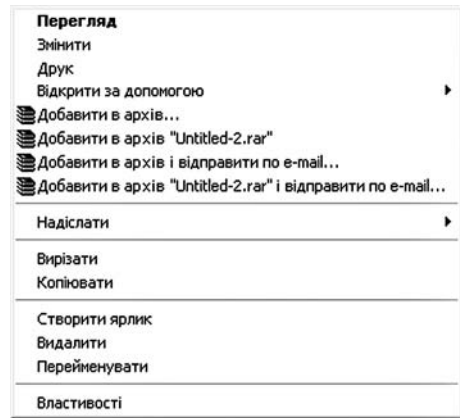 Перегляд
Змінити
Друк
Відкрити за допомогою
Добавити в архів...
Добавити в архів "Untitled-2.rar"
Добавити в архів і відправити по e-mail...
Добавити в архів "Untitled-2.rar" і відправити по e-mail...
Надіслати
Вирізати
Копіювати
Створити ярлик
Видалити
Перейменувати
Властивості